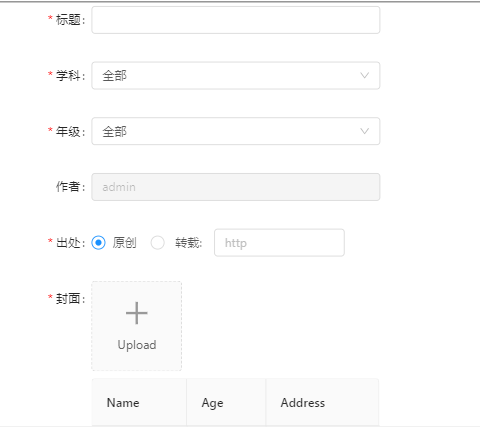 * 标题:
* 学科: 全部
* 年级: 全部
作者: admin
* 出处: 原创 转载: http
* 封面:
Upload
Name Age Address